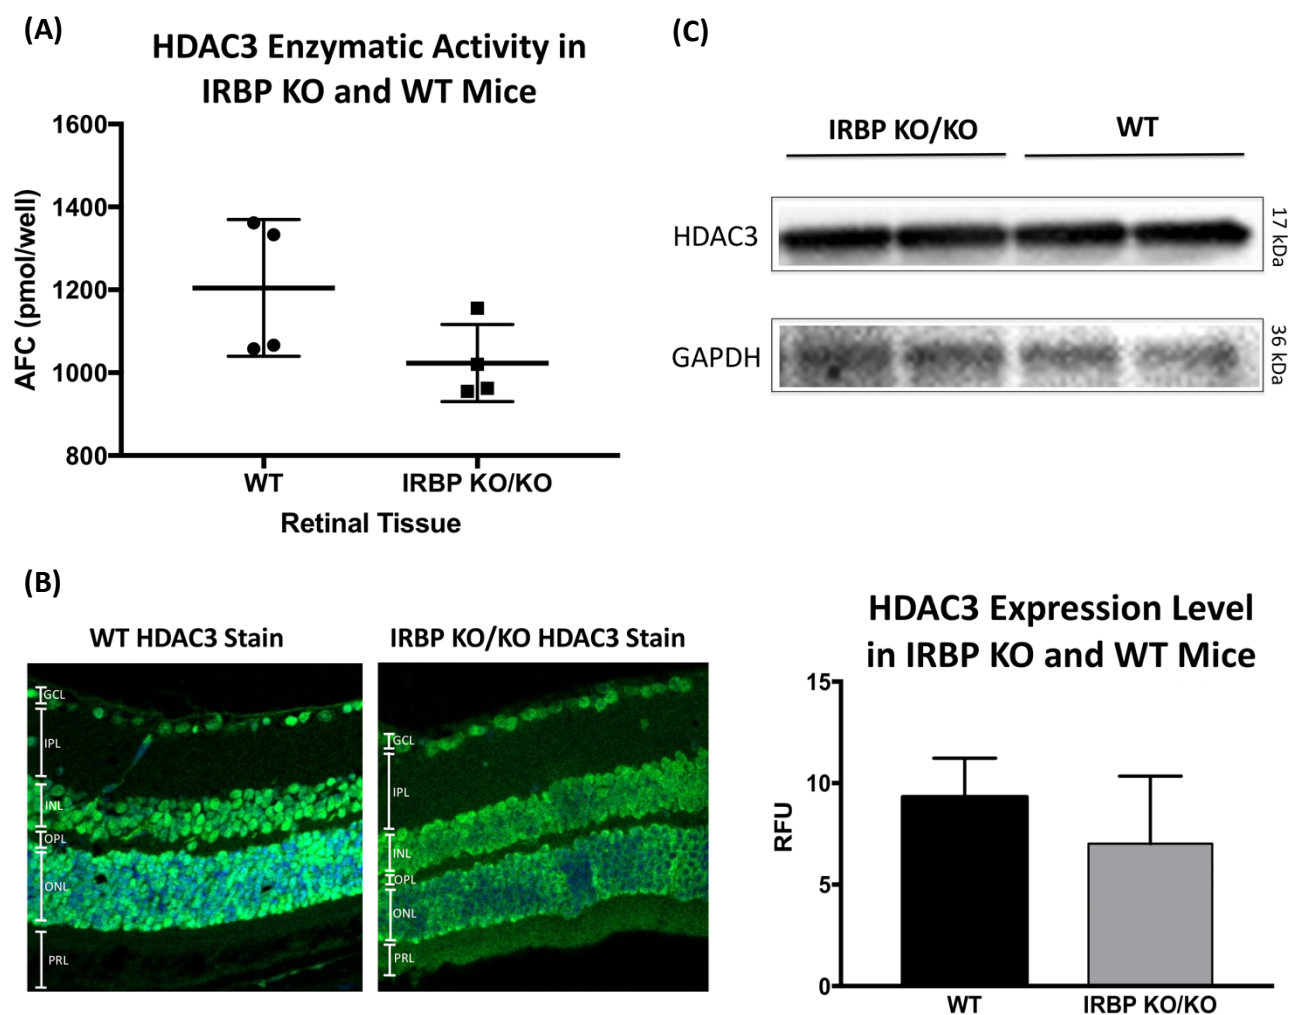 (A)
HDAC3 Enzymatic Activity in
IRBP KO and WT Mice
1600
1400
1200
1000
800
AFC (pmol/well)
WT
IRBP KO/KO
Retinal Tissue
(C)
IRBP KO/KO
WT
HDAC3
17 kDa
GAPDH
36 kDa
(B)
WT HDAC3 Stain
GCL
IPL
INL
OPL
ONL
PRL
IRBP KO/KO HDAC3 Stain
GCL
IPL
INL
OPL
ONL
PRL
HDAC3 Expression Level
in IRBP KO and WT Mice
15
10
5
0
RFU
WT
IRBP KO/KO